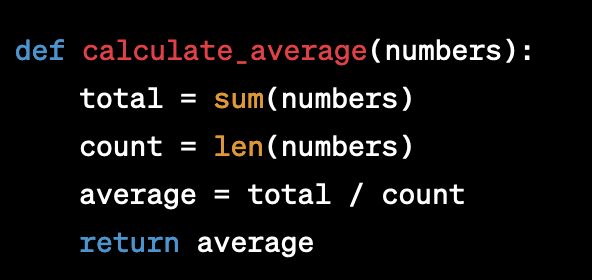 def calculate_average(numbers):
    total = sum(numbers)
    count = len(numbers)
    average = total / count
    return average